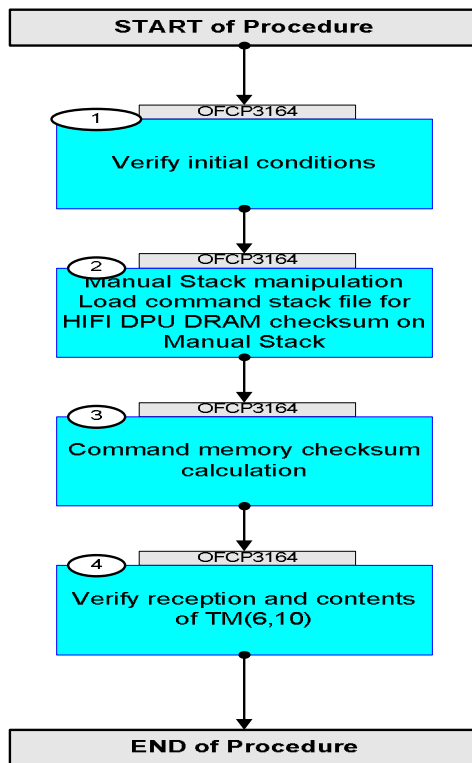 START of Procedure
OFCP3164
1
Verify initial conditions
OFCP3164
2
Manual Stack manipulation
Load command stack file for
HIFI DPU DRAM checksum on
Manual Stack
OFCP3164
3
Command memory checksum
calculation
OFCP3164
4
Verify reception and contents
of TM(6,10)
END of Procedure